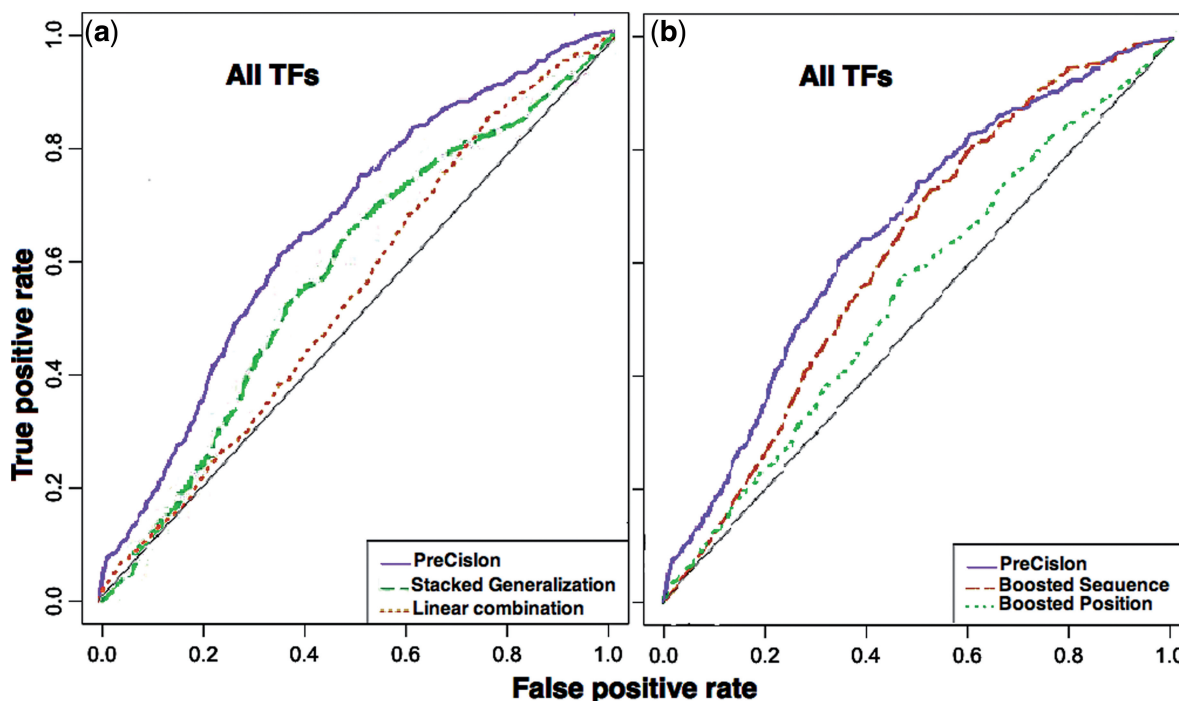 (a)
All TFs
True positive rate
1.0
0.8
0.6
0.4
0.2
0.0
PreCisIon
Stacked Generalization
Linear combination
0.0 0.2 0.4 0.6 0.8 1.0
(b)
All TFs
PreCisIon
Boosted Sequence
Boosted Position
0.0 0.2 0.4 0.6 0.8 1.0
False positive rate